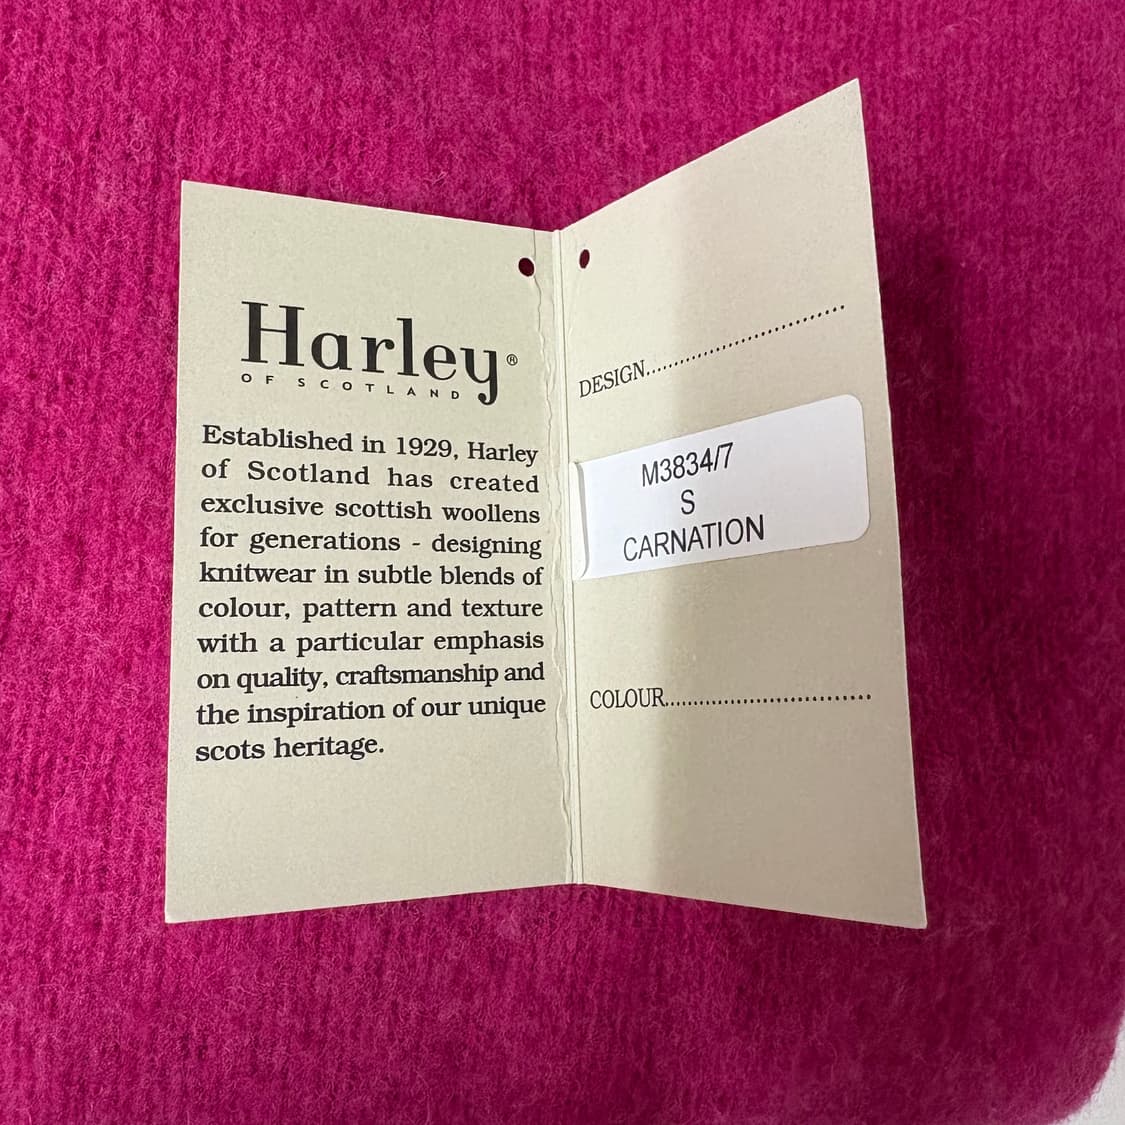 Harley®
OF SCOTLAND
Established in 1929, Harley
of Scotland has created
exclusive scottish woollens
for generations - designing
knitwear in subtle blends of
colour, pattern and texture
with a particular emphasis
on quality, craftsmanship and
the inspiration of our unique
scots heritage.
DESIGN..............................
M3834/7
S
CARNATION
COLOUR..............................